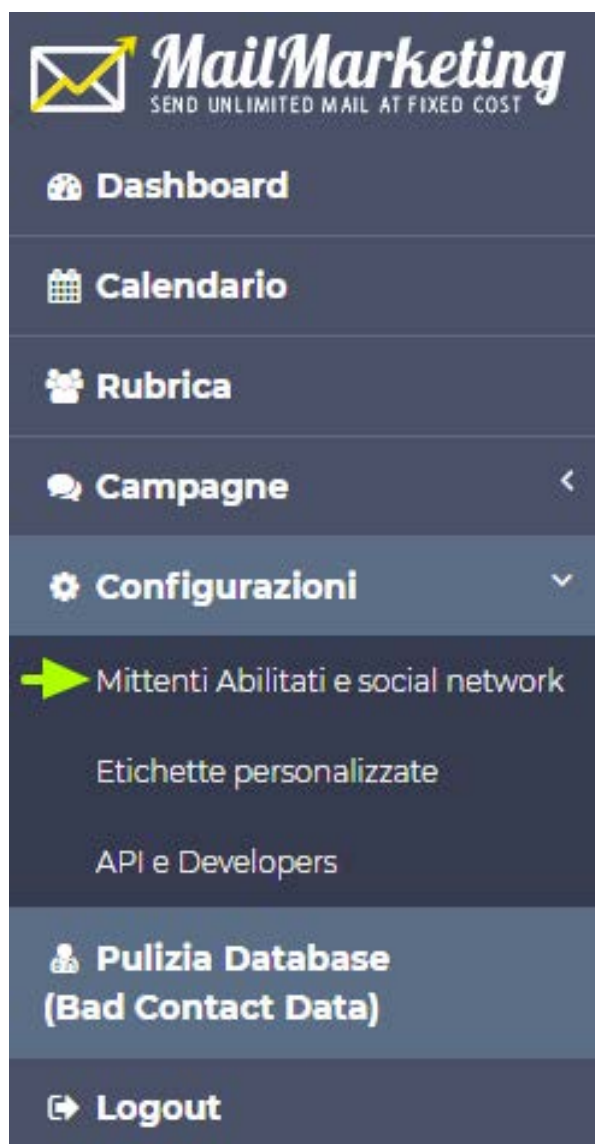 MailMarketing
SEND UNLIMITED MAIL AT FIXED COST
Dashboard
Calendario
Rubrica
Campagne
Configurazioni
Mittenti Abilitati e social network
Etichette personalizzate
API e Developers
Pulizia Database
(Bad Contact Data)
Logout